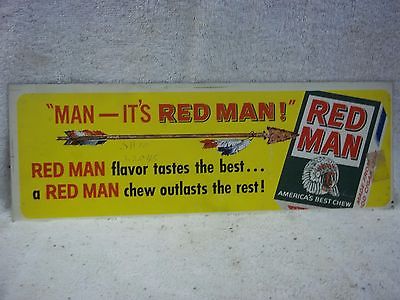 "MAN — IT'S RED MAN!"
RED MAN flavor tastes the best...
a RED MAN chew outlasts the rest!
RED
MAN
AMERICA'S BEST CHEW